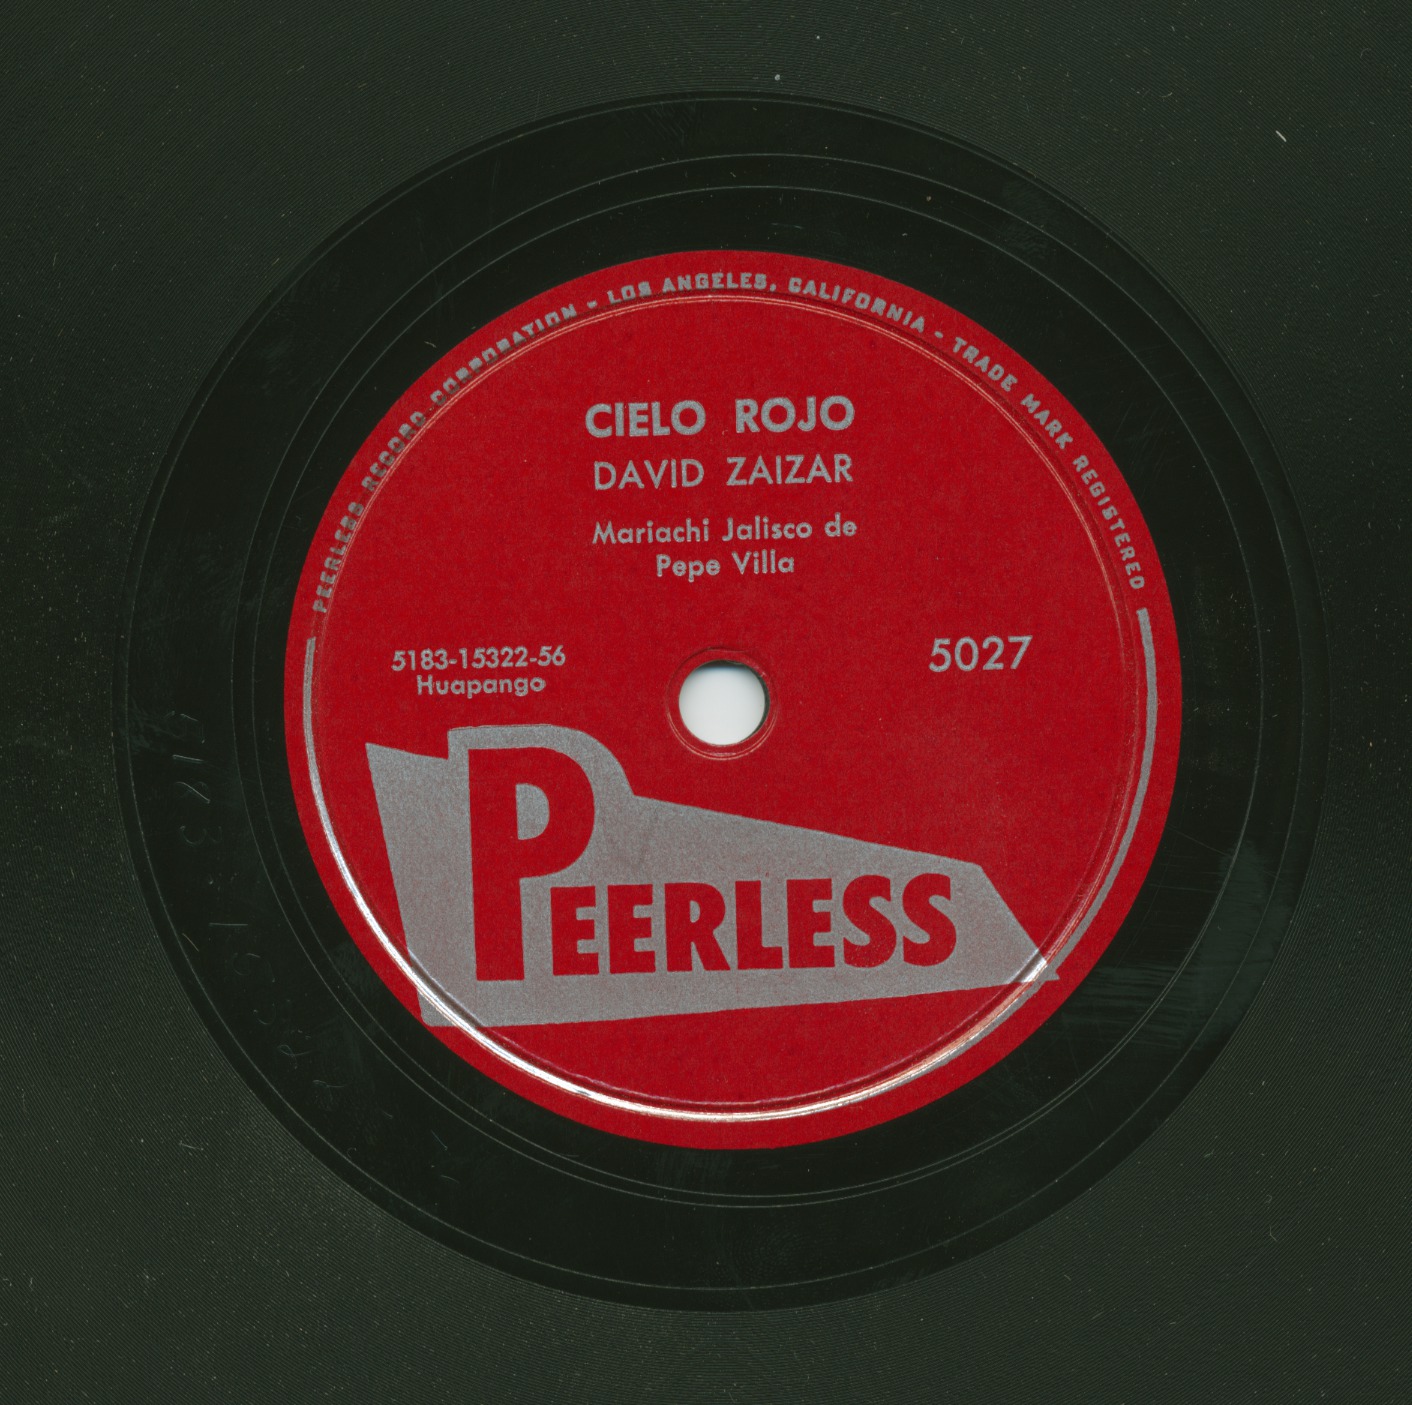 PEERLESS RECORD CORPORATION - LOS ANGELES, CALIFORNIA - TRADE MARK REGISTERED
CIELO ROJO
DAVID ZAIZAR
Mariachi Jalisco de
Pepe Villa
5183-15322-56
Huapango
5027
PEERLESS